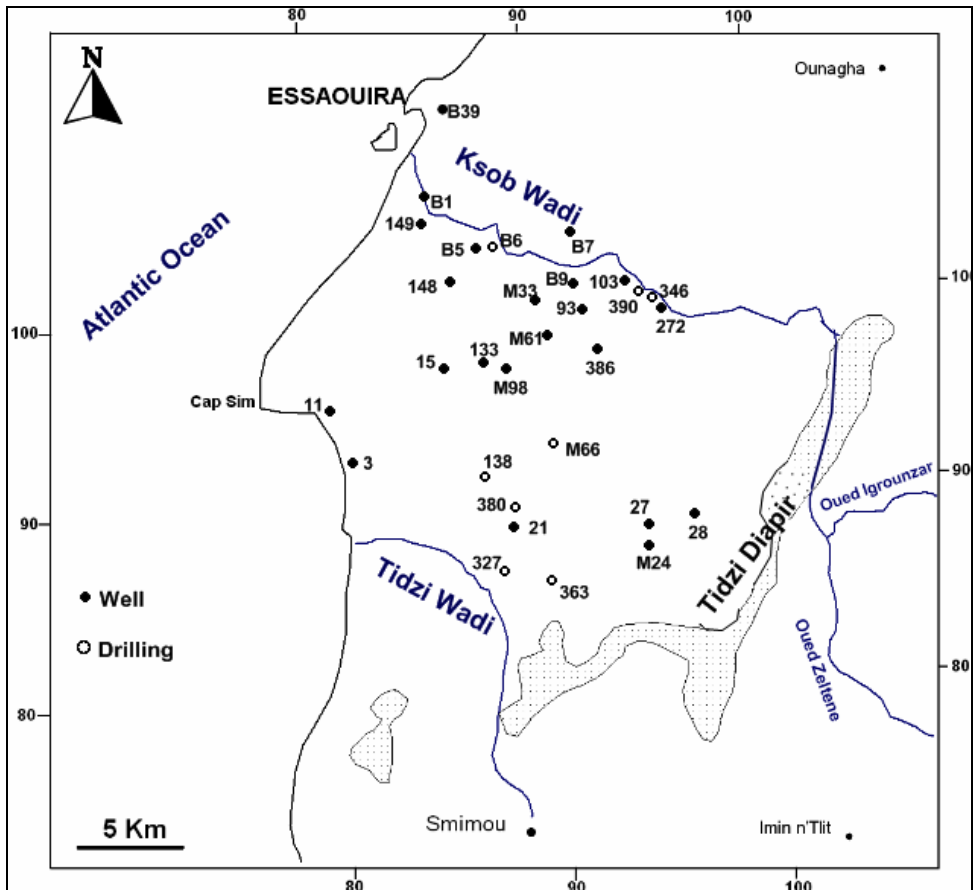 80 90 100
N
Ounagha
ESSAOUIRA
B39
Ksob Wadi
B1
149
B5
B6
B7
Atlantic Ocean
148
B9
103
346
100
M33
93
390
272
100
M61
133
386
15
M98
Cap Sim
11
3
M66
138
90
Oued Igrounzar
380
27
90
21
28
M24
327
363
Tidzi Wadi
Tidzi Diapir
Well
Drilling
Oued Zeltene
80
80
5 Km
Smimou
Imin n'Tlit
80 90 100